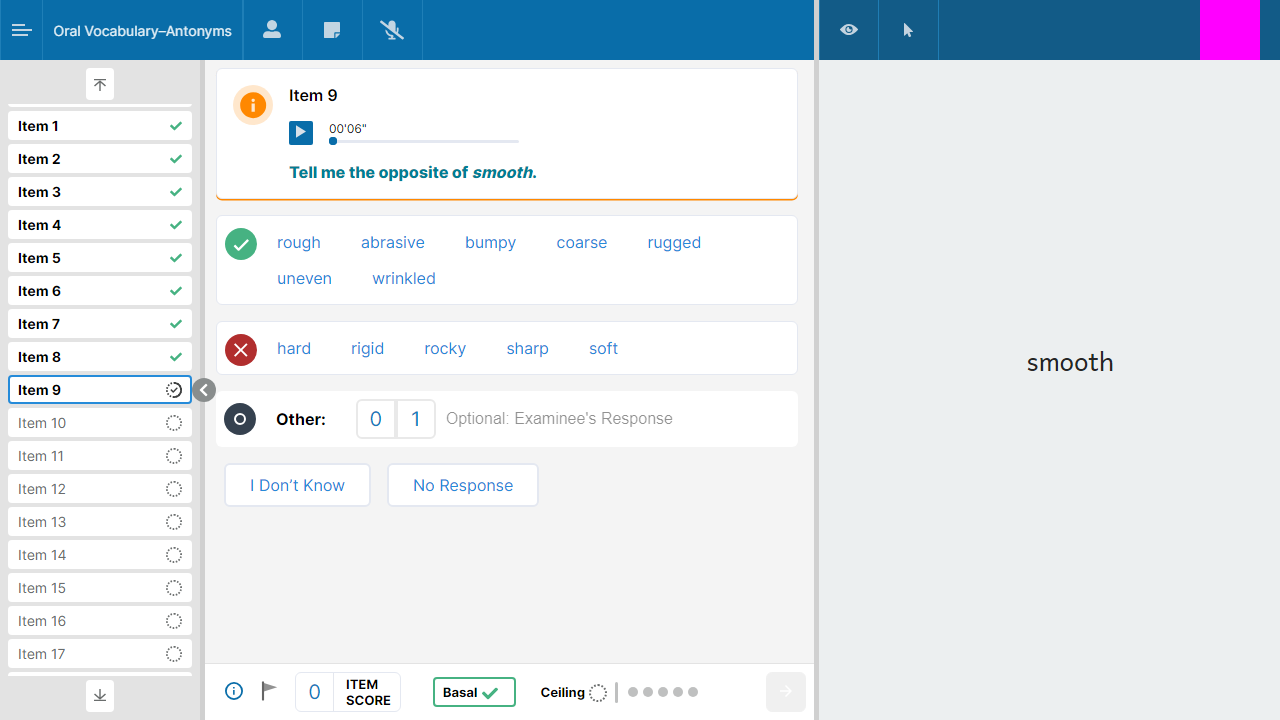 Oral Vocabulary–Antonyms
Item 1
Item 2
Item 3
Item 4
Item 5
Item 6
Item 7
Item 8
Item 9
Item 10
Item 11
Item 12
Item 13
Item 14
Item 15
Item 16
Item 17
Item 9
00'06"
Tell me the opposite of smooth.
rough abrasive bumpy coarse rugged
uneven wrinkled
hard rigid rocky sharp soft
Other: 0 1 Optional: Examinee's Response
I Don’t Know No Response
0 ITEM SCORE Basal Ceiling
smooth